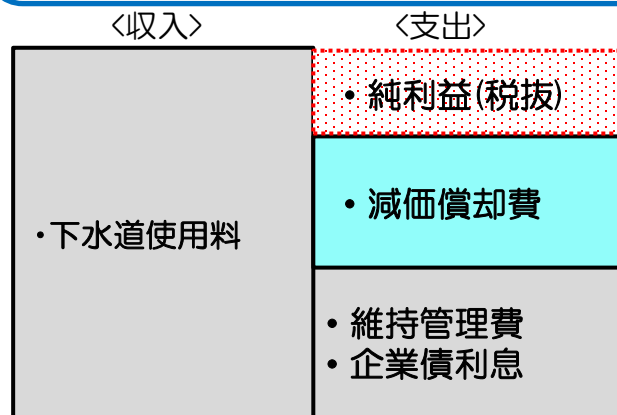 <収入>
<支出>
・下水道使用料
・純利益(税抜)
・減価償却費
・維持管理費
・企業債利息